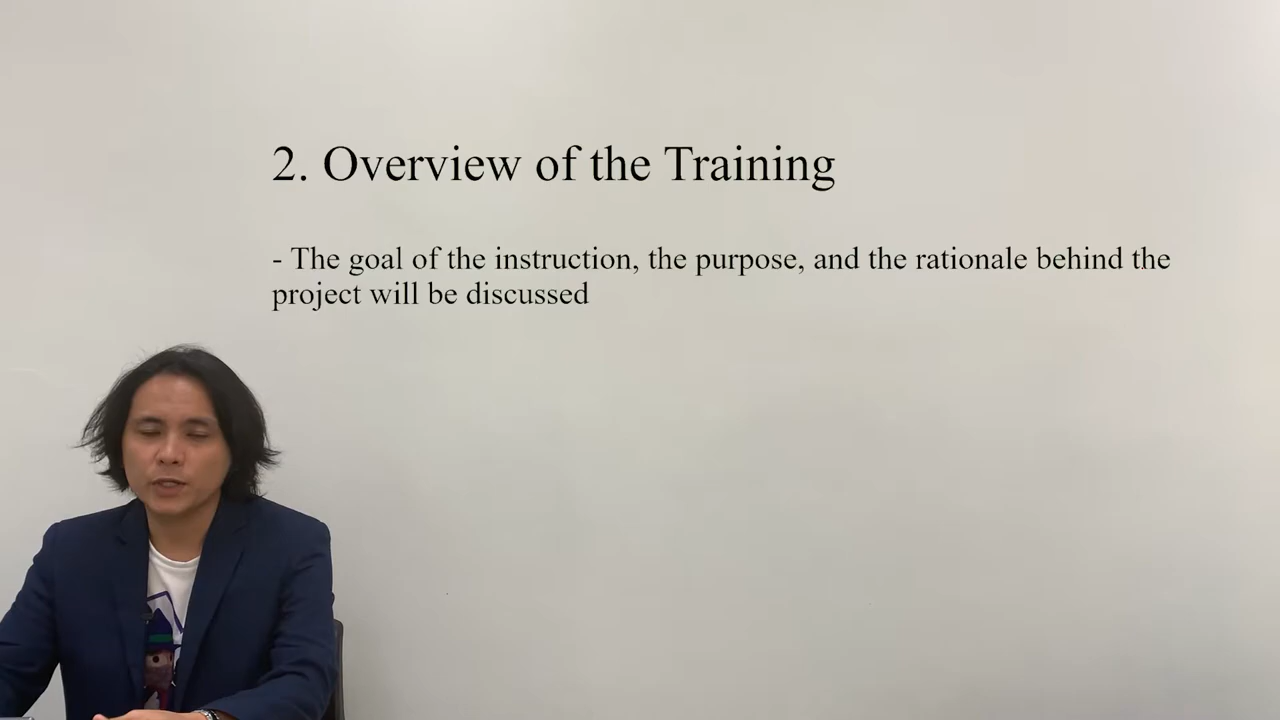 2. Overview of the Training
- The goal of the instruction, the purpose, and the rationale behind the
project will be discussed